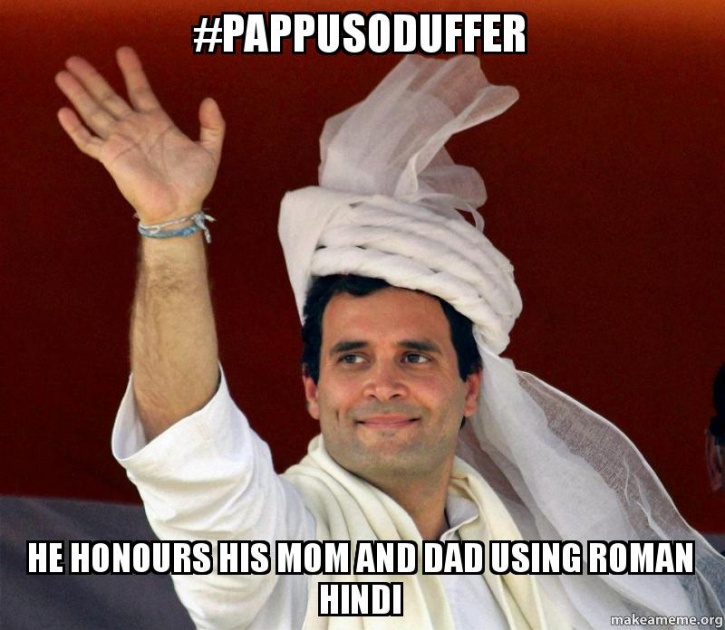 #PAPPUSODUFFER
HE HONOURS HIS MOM AND DAD USING ROMAN
HINDI
makeameme.org